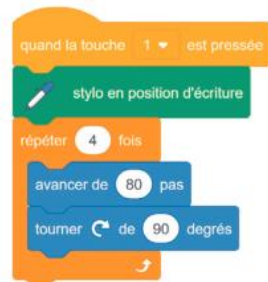 quand la touche 1 est pressée
stylo en position d'écriture
répéter 4 fois
avancer de 80 pas
tourner de 90 degrés